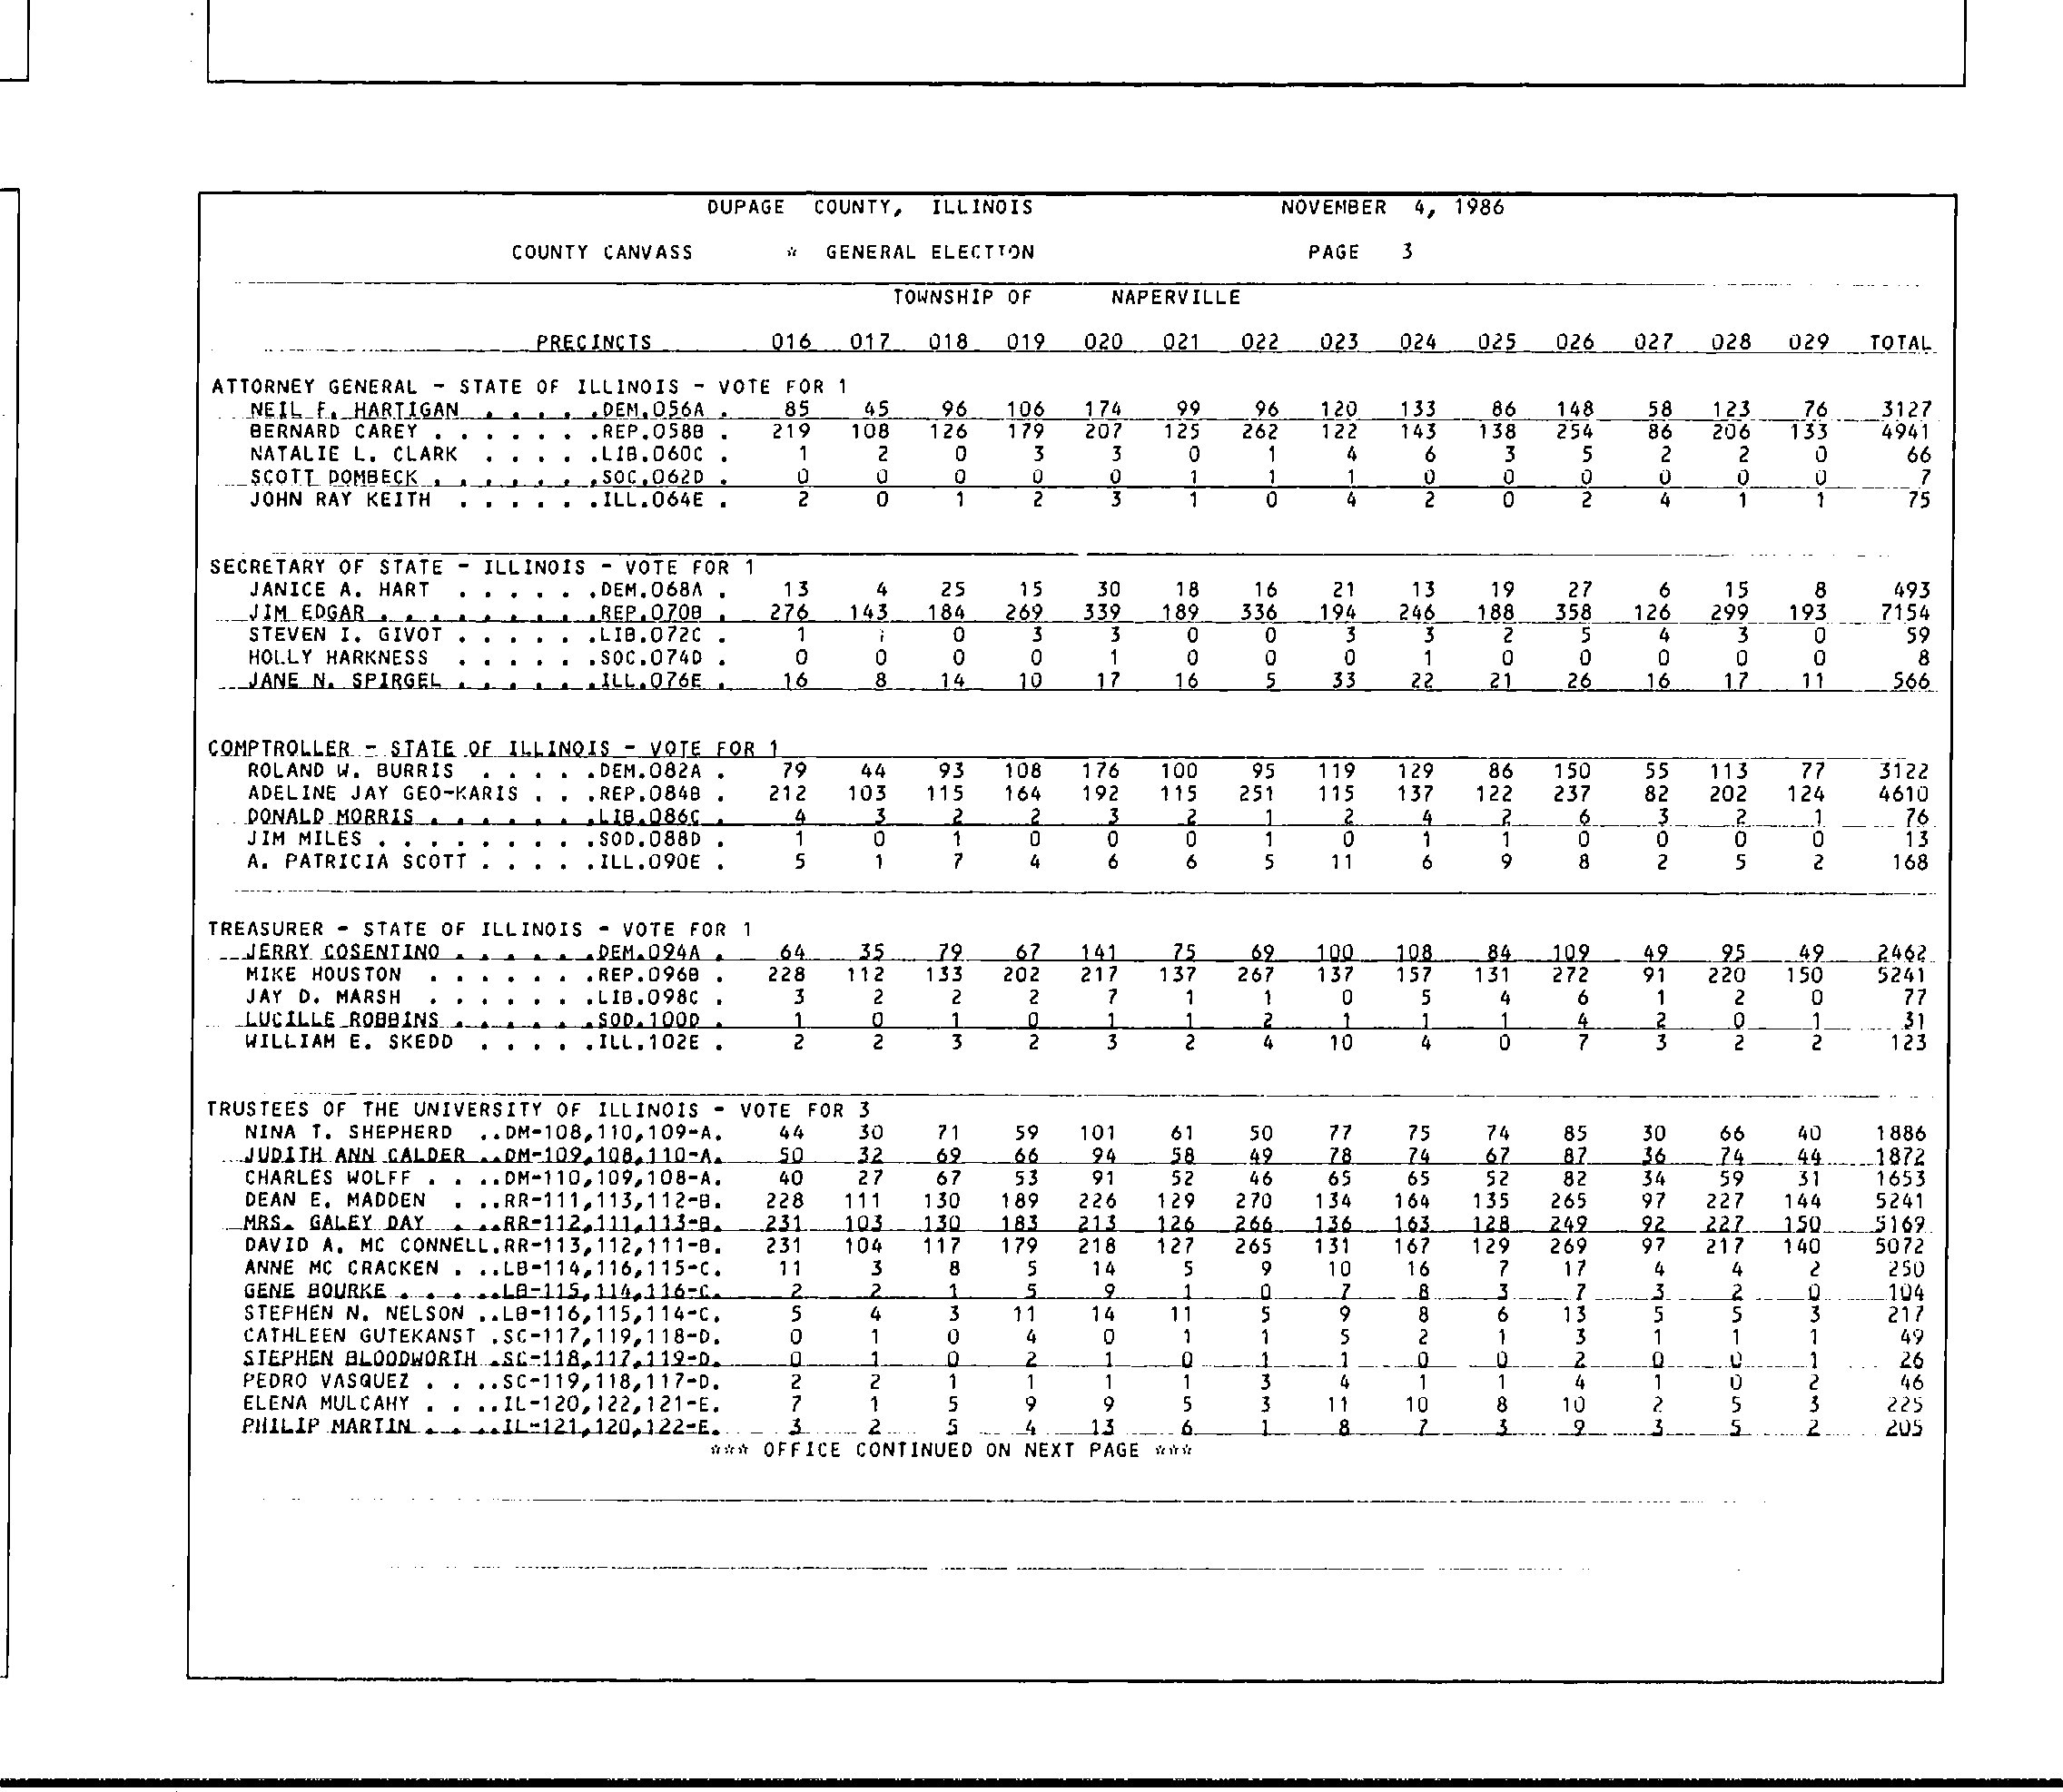 DUPAGE COUNTY, ILLINOIS NOVEMBER 4, 1986
COUNTY CANVASS * GENERAL ELECTION PAGE 3
TOWNSHIP OF NAPERVILLE
PRECINCTS 016 017 018 019 020 021 022 023 024 025 026 027 028 029 TOTAL
ATTORNEY GENERAL - STATE OF ILLINOIS - VOTE FOR 1
NEIL F. HARTIGAN . . . . .DEM.056A . 85 45 96 106 174 99 96 120 133 86 148 58 123 76 3127
BERNARD CAREY . . . . . . .REP.058B . 219 108 126 179 207 125 262 122 143 138 254 86 206 133 4941
NATALIE L. CLARK . . . . .LIB.060C . 1 2 0 3 3 0 1 4 6 3 5 2 2 0 66
SCOTT DOMBECK . . . . . . .SOC.062D . 0 0 0 0 0 1 1 1 0 0 0 0 0 0 7
JOHN RAY KEITH . . . . . .ILL.064E . 2 0 1 2 3 1 0 4 2 0 2 4 1 1 75
SECRETARY OF STATE - ILLINOIS - VOTE FOR 1
JANICE A. HART . . . . . .DEM.068A . 13 4 25 15 30 18 16 21 13 19 27 6 15 8 493
JIM EDGAR . . . . . . . . .REP.070B . 276 143 184 269 339 189 336 194 246 188 358 126 299 193 7154
STEVEN I. GIVOT . . . . . .LIB.072C . 1 1 0 3 3 0 0 3 3 2 5 4 3 0 59
HOLLY HARKNESS . . . . . .SOC.074D . 0 0 0 0 1 0 0 0 1 0 0 0 0 0 8
JANE N. SPIRGEL . . . . . .ILL.076E . 16 8 14 10 17 16 5 33 22 21 26 16 17 11 566
COMPTROLLER - STATE OF ILLINOIS - VOTE FOR 1
ROLAND W. BURRIS . . . . .DEM.082A . 79 44 93 108 176 100 95 119 129 86 150 55 113 77 3122
ADELINE JAY GEO-KARIS . . .REP.084B . 212 103 115 164 192 115 251 115 137 122 237 82 202 124 4610
DONALD MORRIS . . . . . . .LIB.086C . 4 3 2 2 3 2 1 2 4 2 6 3 2 1 76
JIM MILES . . . . . . . . .SOD.088D . 1 0 1 0 0 0 1 0 1 1 0 0 0 0 13
A. PATRICIA SCOTT . . . . .ILL.090E . 5 1 7 4 6 6 5 11 6 9 8 2 5 2 168
TREASURER - STATE OF ILLINOIS - VOTE FOR 1
JERRY COSENTINO . . . . . .DEM.094A . 64 35 79 67 141 75 69 100 108 84 109 49 95 49 2462
MIKE HOUSTON . . . . . . .REP.096B . 228 112 133 202 217 137 267 137 157 131 272 91 220 150 5241
JAY D. MARSH . . . . . . .LIB.098C . 3 2 2 2 7 1 1 0 5 4 6 1 2 0 77
LUCILLE ROBBINS . . . . . .SOD.100D . 1 0 1 0 1 1 2 1 1 1 4 2 0 1 31
WILLIAM E. SKEDD . . . . .ILL.102E . 2 2 3 2 3 2 4 10 4 0 7 3 2 2 123
TRUSTEES OF THE UNIVERSITY OF ILLINOIS - VOTE FOR 3
NINA T. SHEPHERD ..DM-108,110,109-A. 44 30 71 59 101 61 50 77 75 74 85 30 66 40 1886
JUDITH ANN CALDER ..DM-109,108,110-A. 50 32 69 66 94 58 49 78 74 67 87 36 74 44 1872
CHARLES WOLFF . . ..DM-110,109,108-A. 40 27 67 53 91 52 46 65 65 52 82 34 59 31 1653
DEAN E. MADDEN . ..RR-111,113,112-B. 228 111 130 189 226 129 270 134 164 135 265 97 227 144 5241
MRS. GALEY DAY . ..RR-112,111,113-B. 231 103 130 183 213 126 266 136 163 128 249 92 227 150 5169
DAVID A. MC CONNELL.RR-113,112,111-B. 231 104 117 179 218 127 265 131 167 129 269 97 217 140 5072
ANNE MC CRACKEN . ..LB-114,116,115-C. 11 3 8 5 14 5 9 10 16 7 17 4 4 2 250
GENE BOURKE . . . ..LB-115,114,116-C. 2 2 1 5 9 1 0 7 8 3 7 3 2 0 104
STEPHEN N. NELSON ..LB-116,115,114-C. 5 4 3 11 14 11 5 9 8 6 13 5 5 3 217
CATHLEEN GUTEKANST .SC-117,119,118-D. 0 1 0 4 0 1 1 5 2 1 3 1 1 1 49
STEPHEN BLOODWORTH .SC-118,117,119-D. 0 1 0 2 1 0 1 1 0 0 2 0 0 1 26
PEDRO VASQUEZ . . ..SC-119,118,117-D. 2 2 1 1 1 1 3 4 1 1 4 1 0 2 46
ELENA MULCAHY . . ..IL-120,122,121-E. 7 1 5 9 9 5 3 11 10 8 10 2 5 3 225
PHILIP MARTIN . . ..IL-121,120,122-E. 3 2 5 4 13 6 1 8 7 3 9 3 5 2 205
*** OFFICE CONTINUED ON NEXT PAGE ***